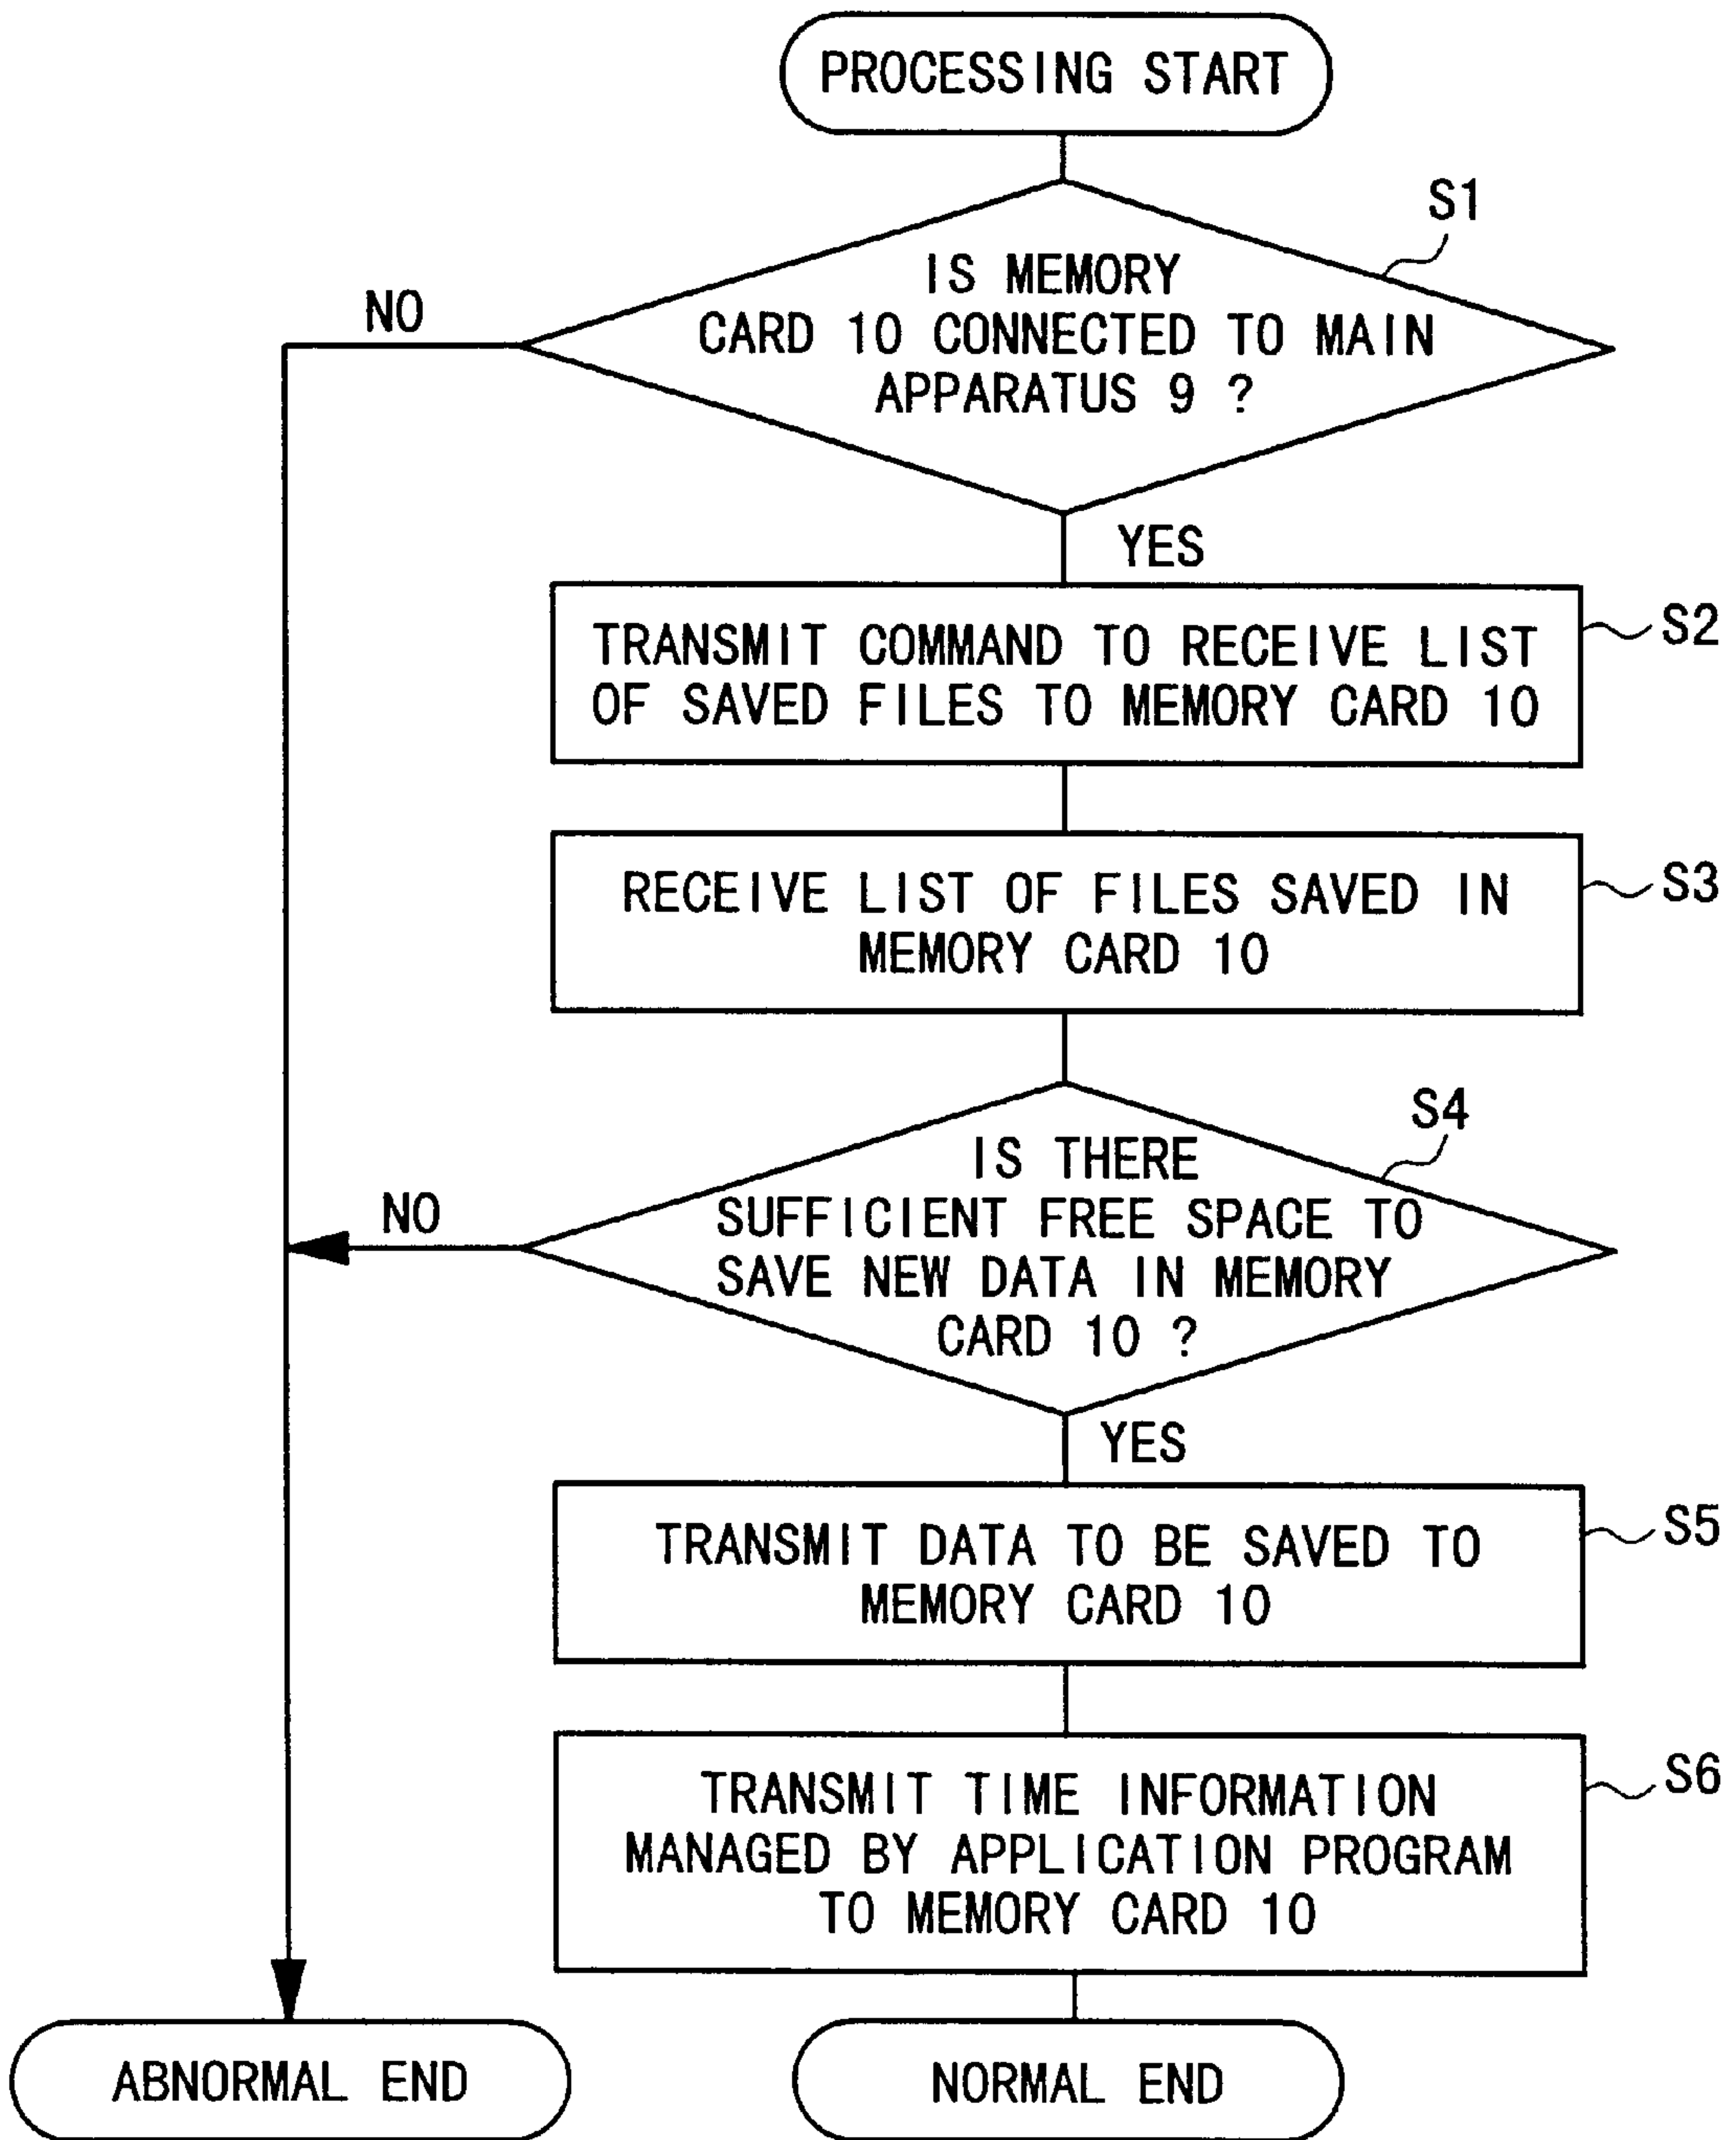 PROCESSING START
S1
IS MEMORY
CARD 10 CONNECTED TO MAIN
APPARATUS 9 ?
NO
YES
TRANSMIT COMMAND TO RECEIVE LIST
OF SAVED FILES TO MEMORY CARD 10
S2
RECEIVE LIST OF FILES SAVED IN
MEMORY CARD 10
S3
S4
IS THERE
SUFFICIENT FREE SPACE TO
SAVE NEW DATA IN MEMORY
CARD 10 ?
NO
YES
TRANSMIT DATA TO BE SAVED TO
MEMORY CARD 10
S5
TRANSMIT TIME INFORMATION
MANAGED BY APPLICATION PROGRAM
TO MEMORY CARD 10
S6
ABNORMAL END
NORMAL END